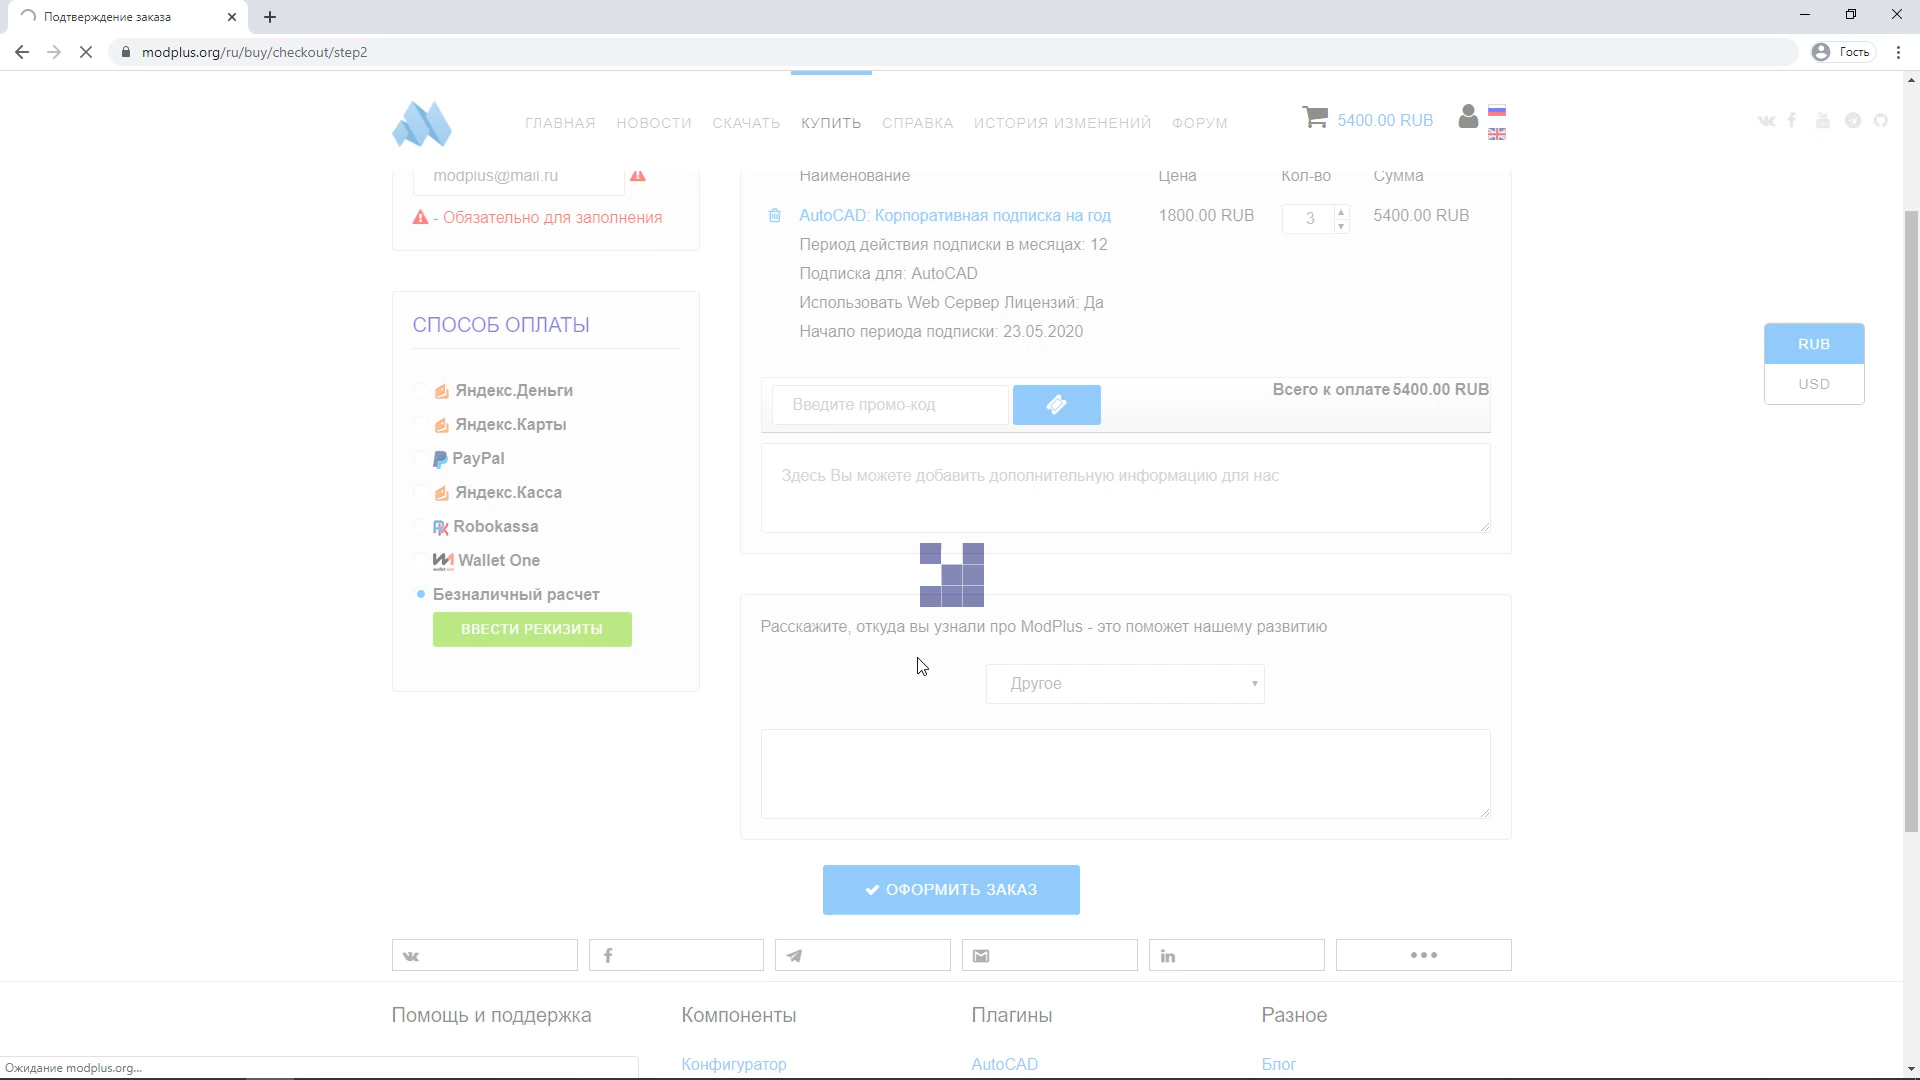 Подтверждение заказа
modplus.org/ru/buy/checkout/step2
Гость
ГЛАВНАЯ
НОВОСТИ
СКАЧАТЬ
КУПИТЬ
СПРАВКА
ИСТОРИЯ ИЗМЕНЕНИЙ
ФОРУМ
5400.00 RUB
modplus@mail.ru
- Обязательно для заполнения
СПОСОБ ОПЛАТЫ
Яндекс.Деньги
Яндекс.Карты
PayPal
Яндекс.Касса
Robokassa
Wallet One
Безналичный расчет
ВВЕСТИ РЕКИЗИТЫ
Наименование Цена Кол-во Сумма
AutoCAD: Корпоративная подписка на год 1800.00 RUB 3 5400.00 RUB
Период действия подписки в месяцах: 12
Подписка для: AutoCAD
Использовать Web Сервер Лицензий: Да
Начало периода подписки: 23.05.2020
Введите промо-код
Всего к оплате 5400.00 RUB
Здесь Вы можете добавить дополнительную информацию для нас
Расскажите, откуда вы узнали про ModPlus - это поможет нашему развитию
Другое
ОФОРМИТЬ ЗАКАЗ
RUB
USD
Помощь и поддержка
Компоненты
Плагины
Разное
Конфигуратор
AutoCAD
Блог
Ожидание modplus.org...